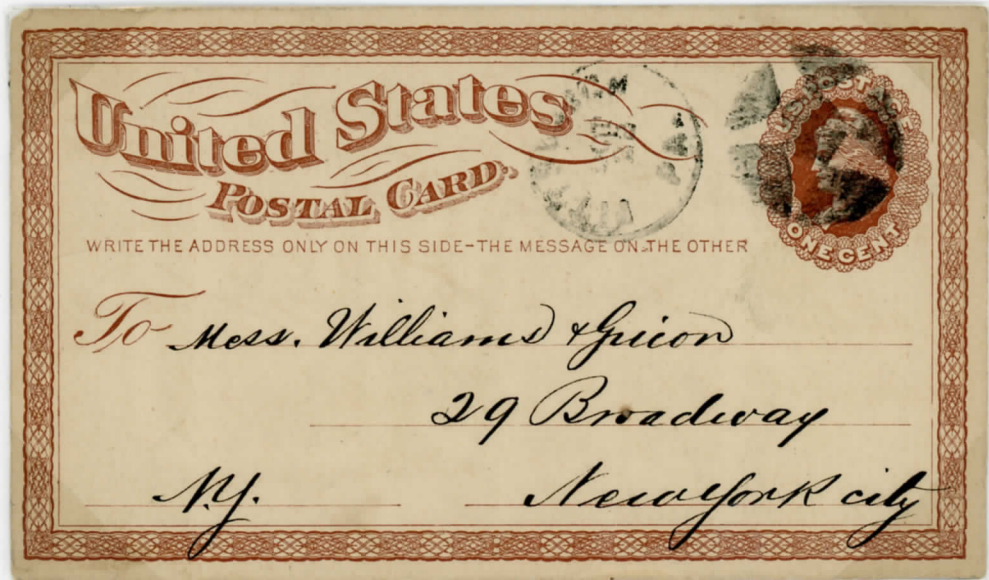 United States
POSTAL CARD.
WRITE THE ADDRESS ONLY ON THIS SIDE-THE MESSAGE ON THE OTHER
U.S. POSTAGE
ONE CENT
To Mess. Williams & Guion
29 Broadway
N.Y. New York city